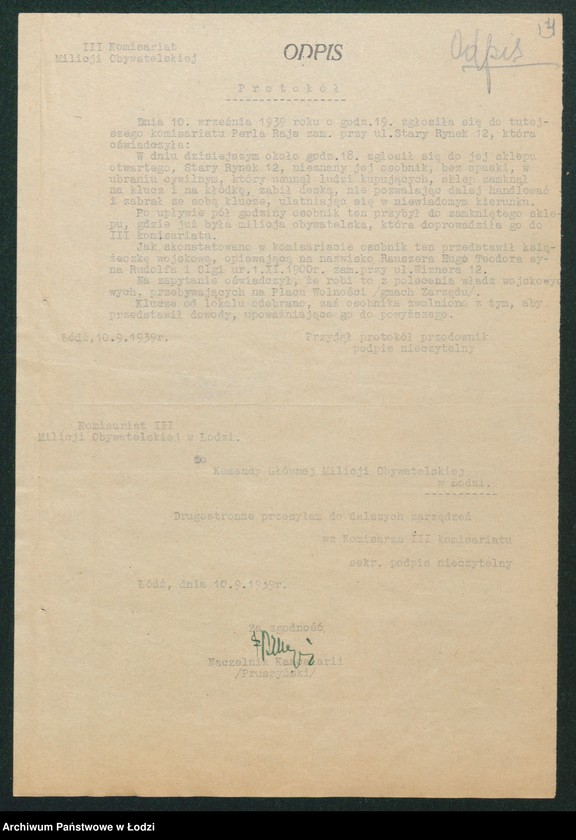 14
III Komisariat
Milicji Obywatelskiej
ODPIS
Odpis
Protokół
Dnia 10. września 1939 roku o godz.19. zgłosiła się do tutej-
szego komisariatu Perla Raja zam. przy ul.Stary Rynek 12, która
oświadczyła:
W dniu dzisiejszym około godz.18. zgłosił się do jej sklepu
otwartego, Stary Rynek 12, nieznany jej osobnik, bez opaski, w
ubraniu cywilnym, który usunął ludzi kupujących, sklep zamknął
na klucz i na kłódkę, zabił deską, nie pozwalając dalej handlować
i zabrał ze sobą klucze, ulatniając się w niewiadomym kierunku.
Po upływie pół godziny osobnik ten przybył do zamkniętego skle-
pu, gdzie już była milicja obywatelska, która doprowadziła go do
III komisariatu.
Jak skonstatowano w komisariacie osobnik ten przedstawił ksią-
żeczkę wojskową, opiewającą na nazwisko Hugo Teodora sy-
na Rudolfa i Olgi ur.1.XI.1900r. zam.przy ul.Wiznera 12.
Na zapytanie oświadczył, że robi to z polecenia władz wojskowych
wych, przebywających na Placu Wolności /gmach Zarządu/.
Klucze od lokalu odebrano, zaś osobnika zwolniono z tym, aby
przedstawił dowody, upoważniające go do powyższego.
Łódź,10.9.1939r.
Przyjął protokół przodownik
podpis nieczytelny
Komisariat III
Milicji Obywatelskiej w Łodzi.
Do
Komendy Głównej Milicji Obywatelskiej
w Łodzi.
Drugostronne przesyłam do dalszych zarządzeń
wz Komisarza III komisariatu
sekr. podpis nieczytelny
Łódź, dnia 10.9.1939r.
Za zgodność
Naczelnik Kancelarii
/Pruszyński/
Archiwum Państwowe w Łodzi